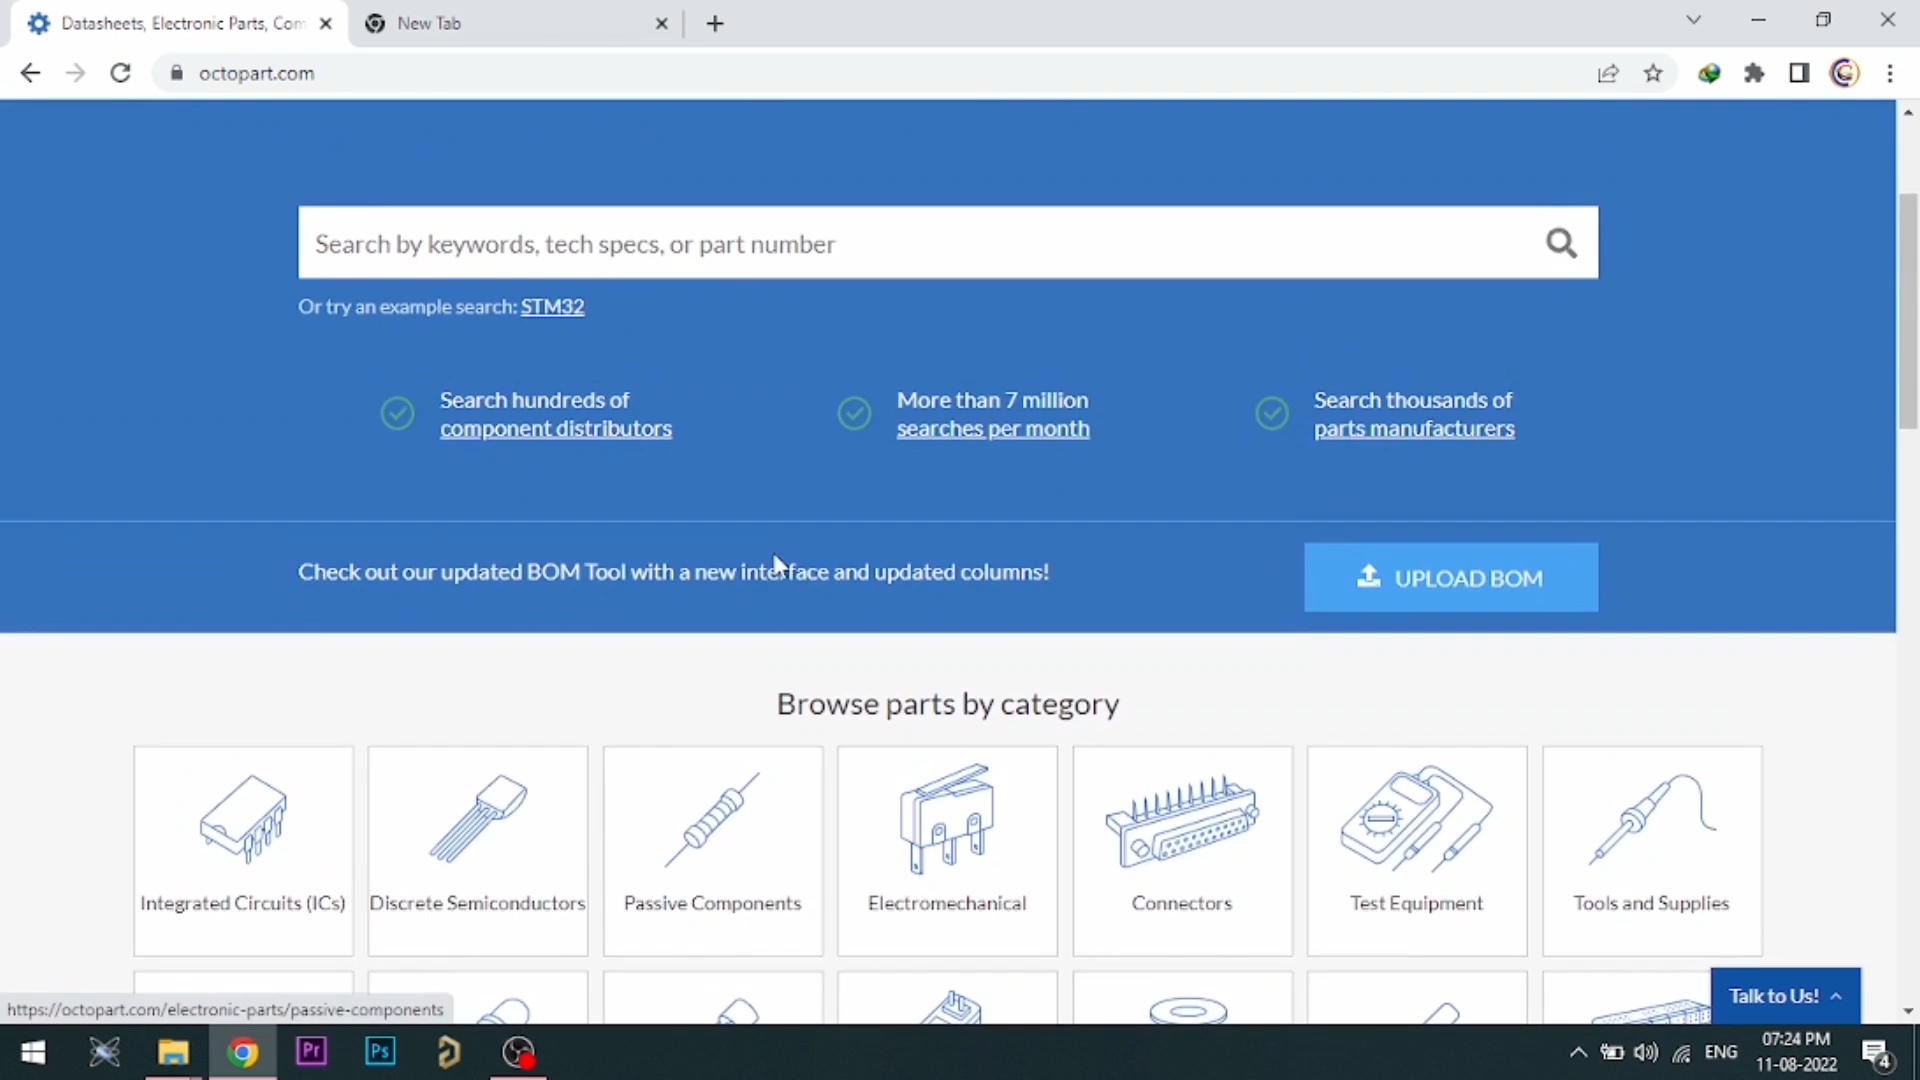 Datasheets, Electronic Parts, Com
New Tab
octopart.com
Search by keywords, tech specs, or part number
Or try an example search: STM32
Search hundreds of
component distributors
More than 7 million
searches per month
Search thousands of
parts manufacturers
Check out our updated BOM Tool with a new interface and updated columns!
UPLOAD BOM
Browse parts by category
Integrated Circuits (ICs)
Discrete Semiconductors
Passive Components
Electromechanical
Connectors
Test Equipment
Tools and Supplies
Talk to Us!
https://octopart.com/electronic-parts/passive-components
Pr
Ps
ENG
07:24 PM
11-08-2022
4